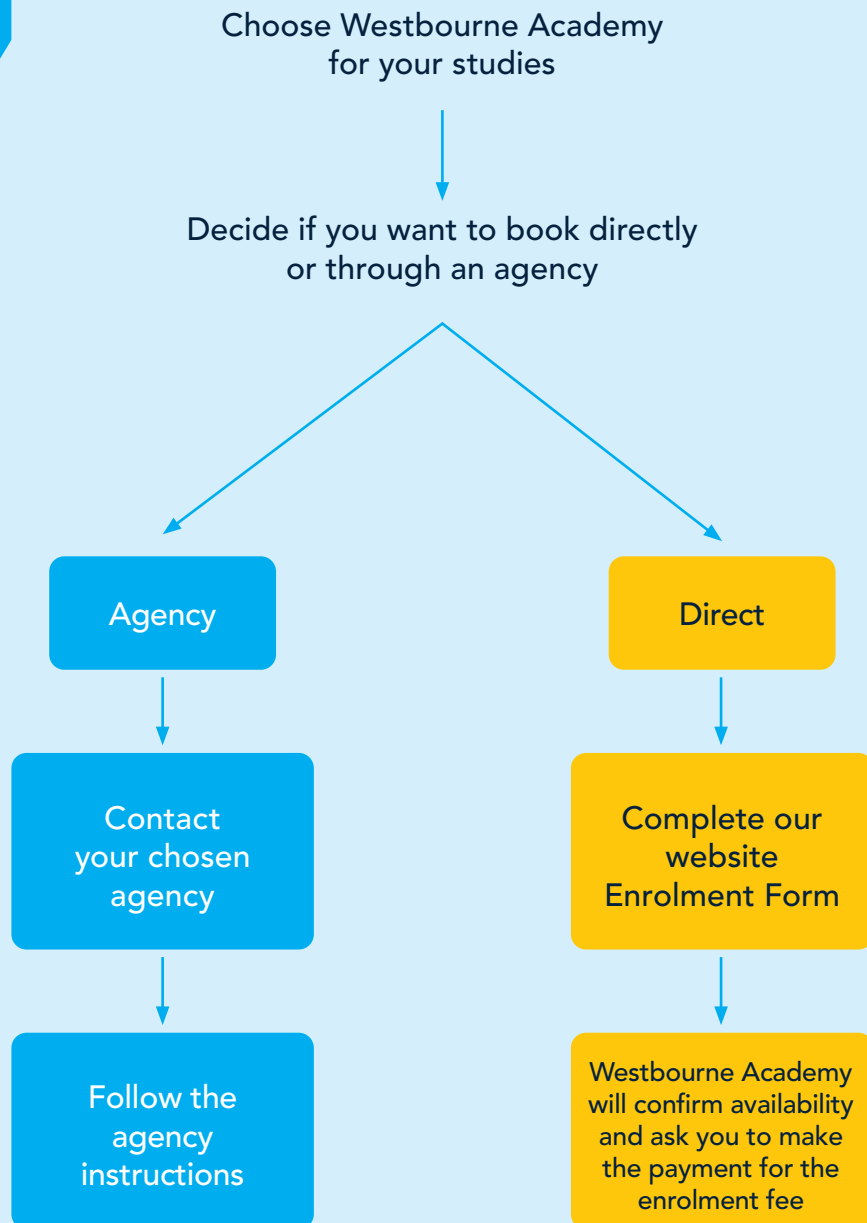 Choose Westbourne Academy
for your studies
Decide if you want to book directly
or through an agency
Agency
Direct
Contact
your chosen
agency
Complete our
website
Enrolment Form
Follow the
agency
instructions
Westbourne Academy
will confirm availability
and ask you to make
the payment for the
enrolment fee